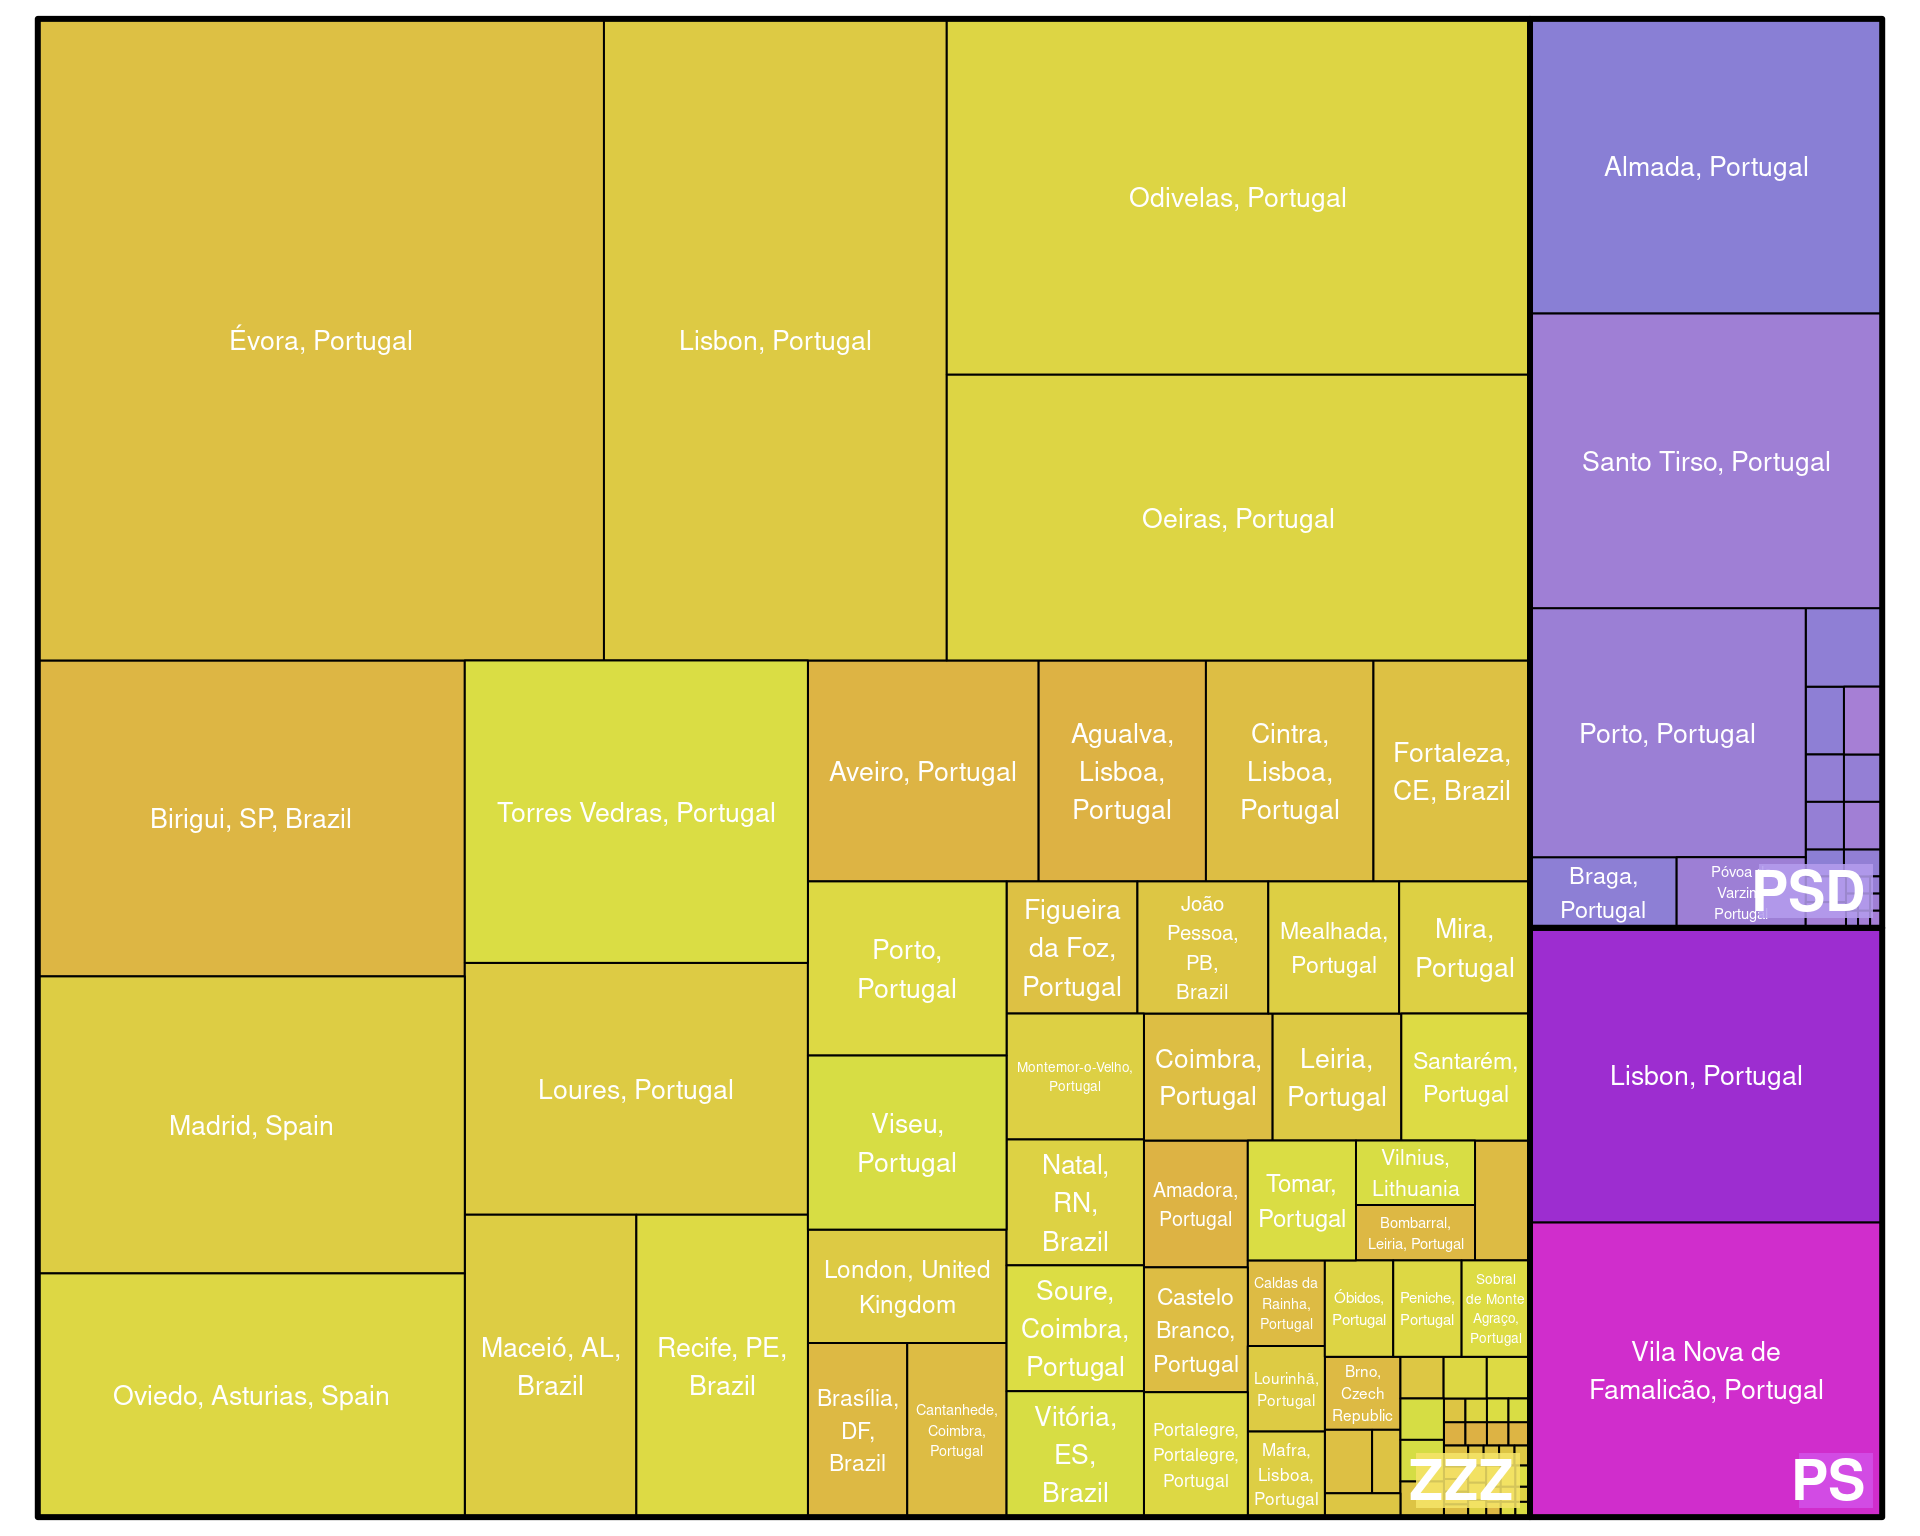 Évora, Portugal
Lisbon, Portugal
Odivelas, Portugal
Oeiras, Portugal
Birigui, SP, Brazil
Madrid, Spain
Oviedo, Asturias, Spain
Torres Vedras, Portugal
Loures, Portugal
Maceió, AL,
Brazil
Recife, PE,
Brazil
Aveiro, Portugal
Agualva,
Lisboa,
Portugal
Cintra,
Lisboa,
Portugal
Fortaleza,
CE, Brazil
Porto,
Portugal
Viseu,
Portugal
London, United
Kingdom
Brasília,
DF,
Brazil
Cantanhede,
Coimbra,
Portugal
Figueira
da Foz,
Portugal
João
Pessoa,
PB,
Brazil
Mealhada,
Portugal
Mira,
Portugal
Montemor-o-Velho,
Portugal
Natal,
RN,
Brazil
Soure,
Coimbra,
Portugal
Vitória,
ES,
Brazil
Coimbra,
Portugal
Leiria,
Portugal
Santarém,
Portugal
Amadora,
Portugal
Castelo
Branco,
Portugal
Portalegre,
Portalegre,
Portugal
Tomar,
Portugal
Vilnius,
Lithuania
Bombarral,
Leiria, Portugal
Caldas da
Rainha,
Portugal
Lourinhã,
Portugal
Mafra,
Lisboa,
Portugal
Óbidos,
Portugal
Peniche,
Portugal
Sobral
de Monte
Agraço,
Portugal
Brno,
Czech
Republic
ZZZ
Almada, Portugal
Santo Tirso, Portugal
Porto, Portugal
Braga,
Portugal
Póvoa
Varzim
Portugal
PSD
Lisbon, Portugal
Vila Nova de
Famalicão, Portugal
PS